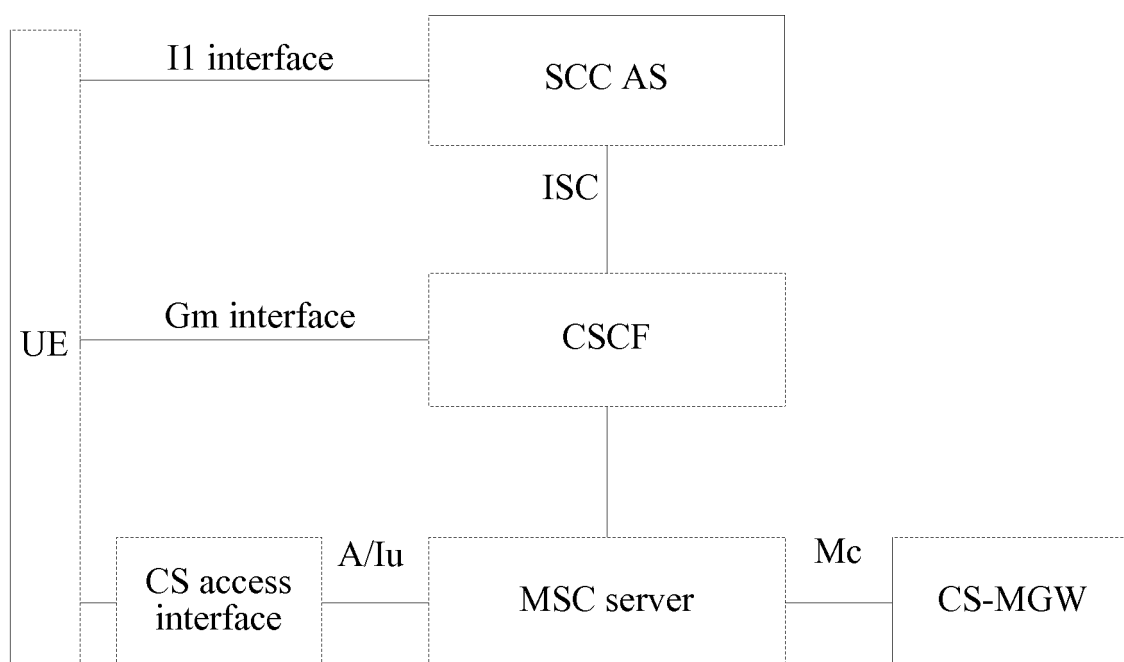 I1 interface
SCC AS
ISC
Gm interface
CSCF
UE
A/Iu
Mc
CS access
interface
MSC server
CS-MGW